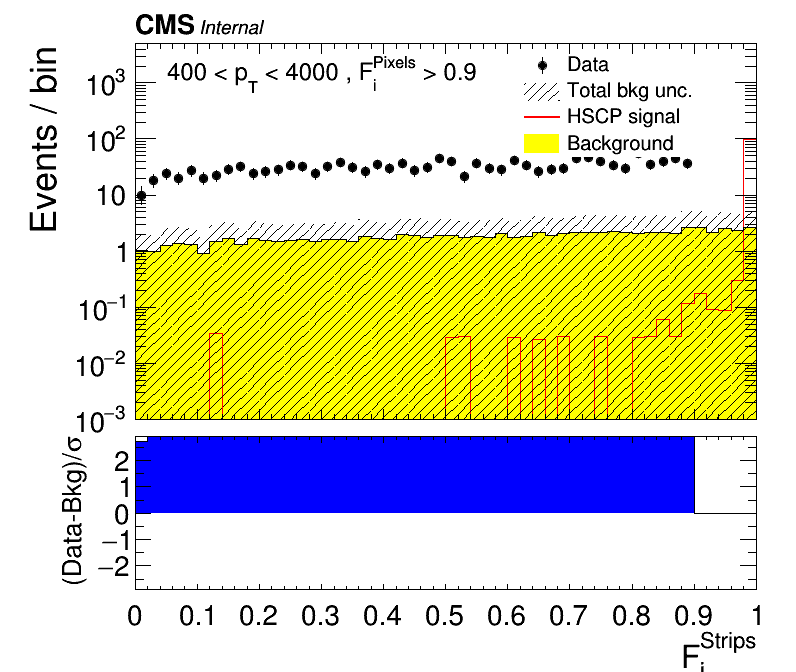 CMS Internal
400 < p_T < 4000 , F_i^Pixels > 0.9
Data
Total bkg unc.
HSCP signal
Background
Events / bin
10^3
10^2
10
1
10^−1
10^−2
10^−3
(Data-Bkg)/σ
2
1
0
−1
−2
0 0.1 0.2 0.3 0.4 0.5 0.6 0.7 0.8 0.9 1
F_i^Strips